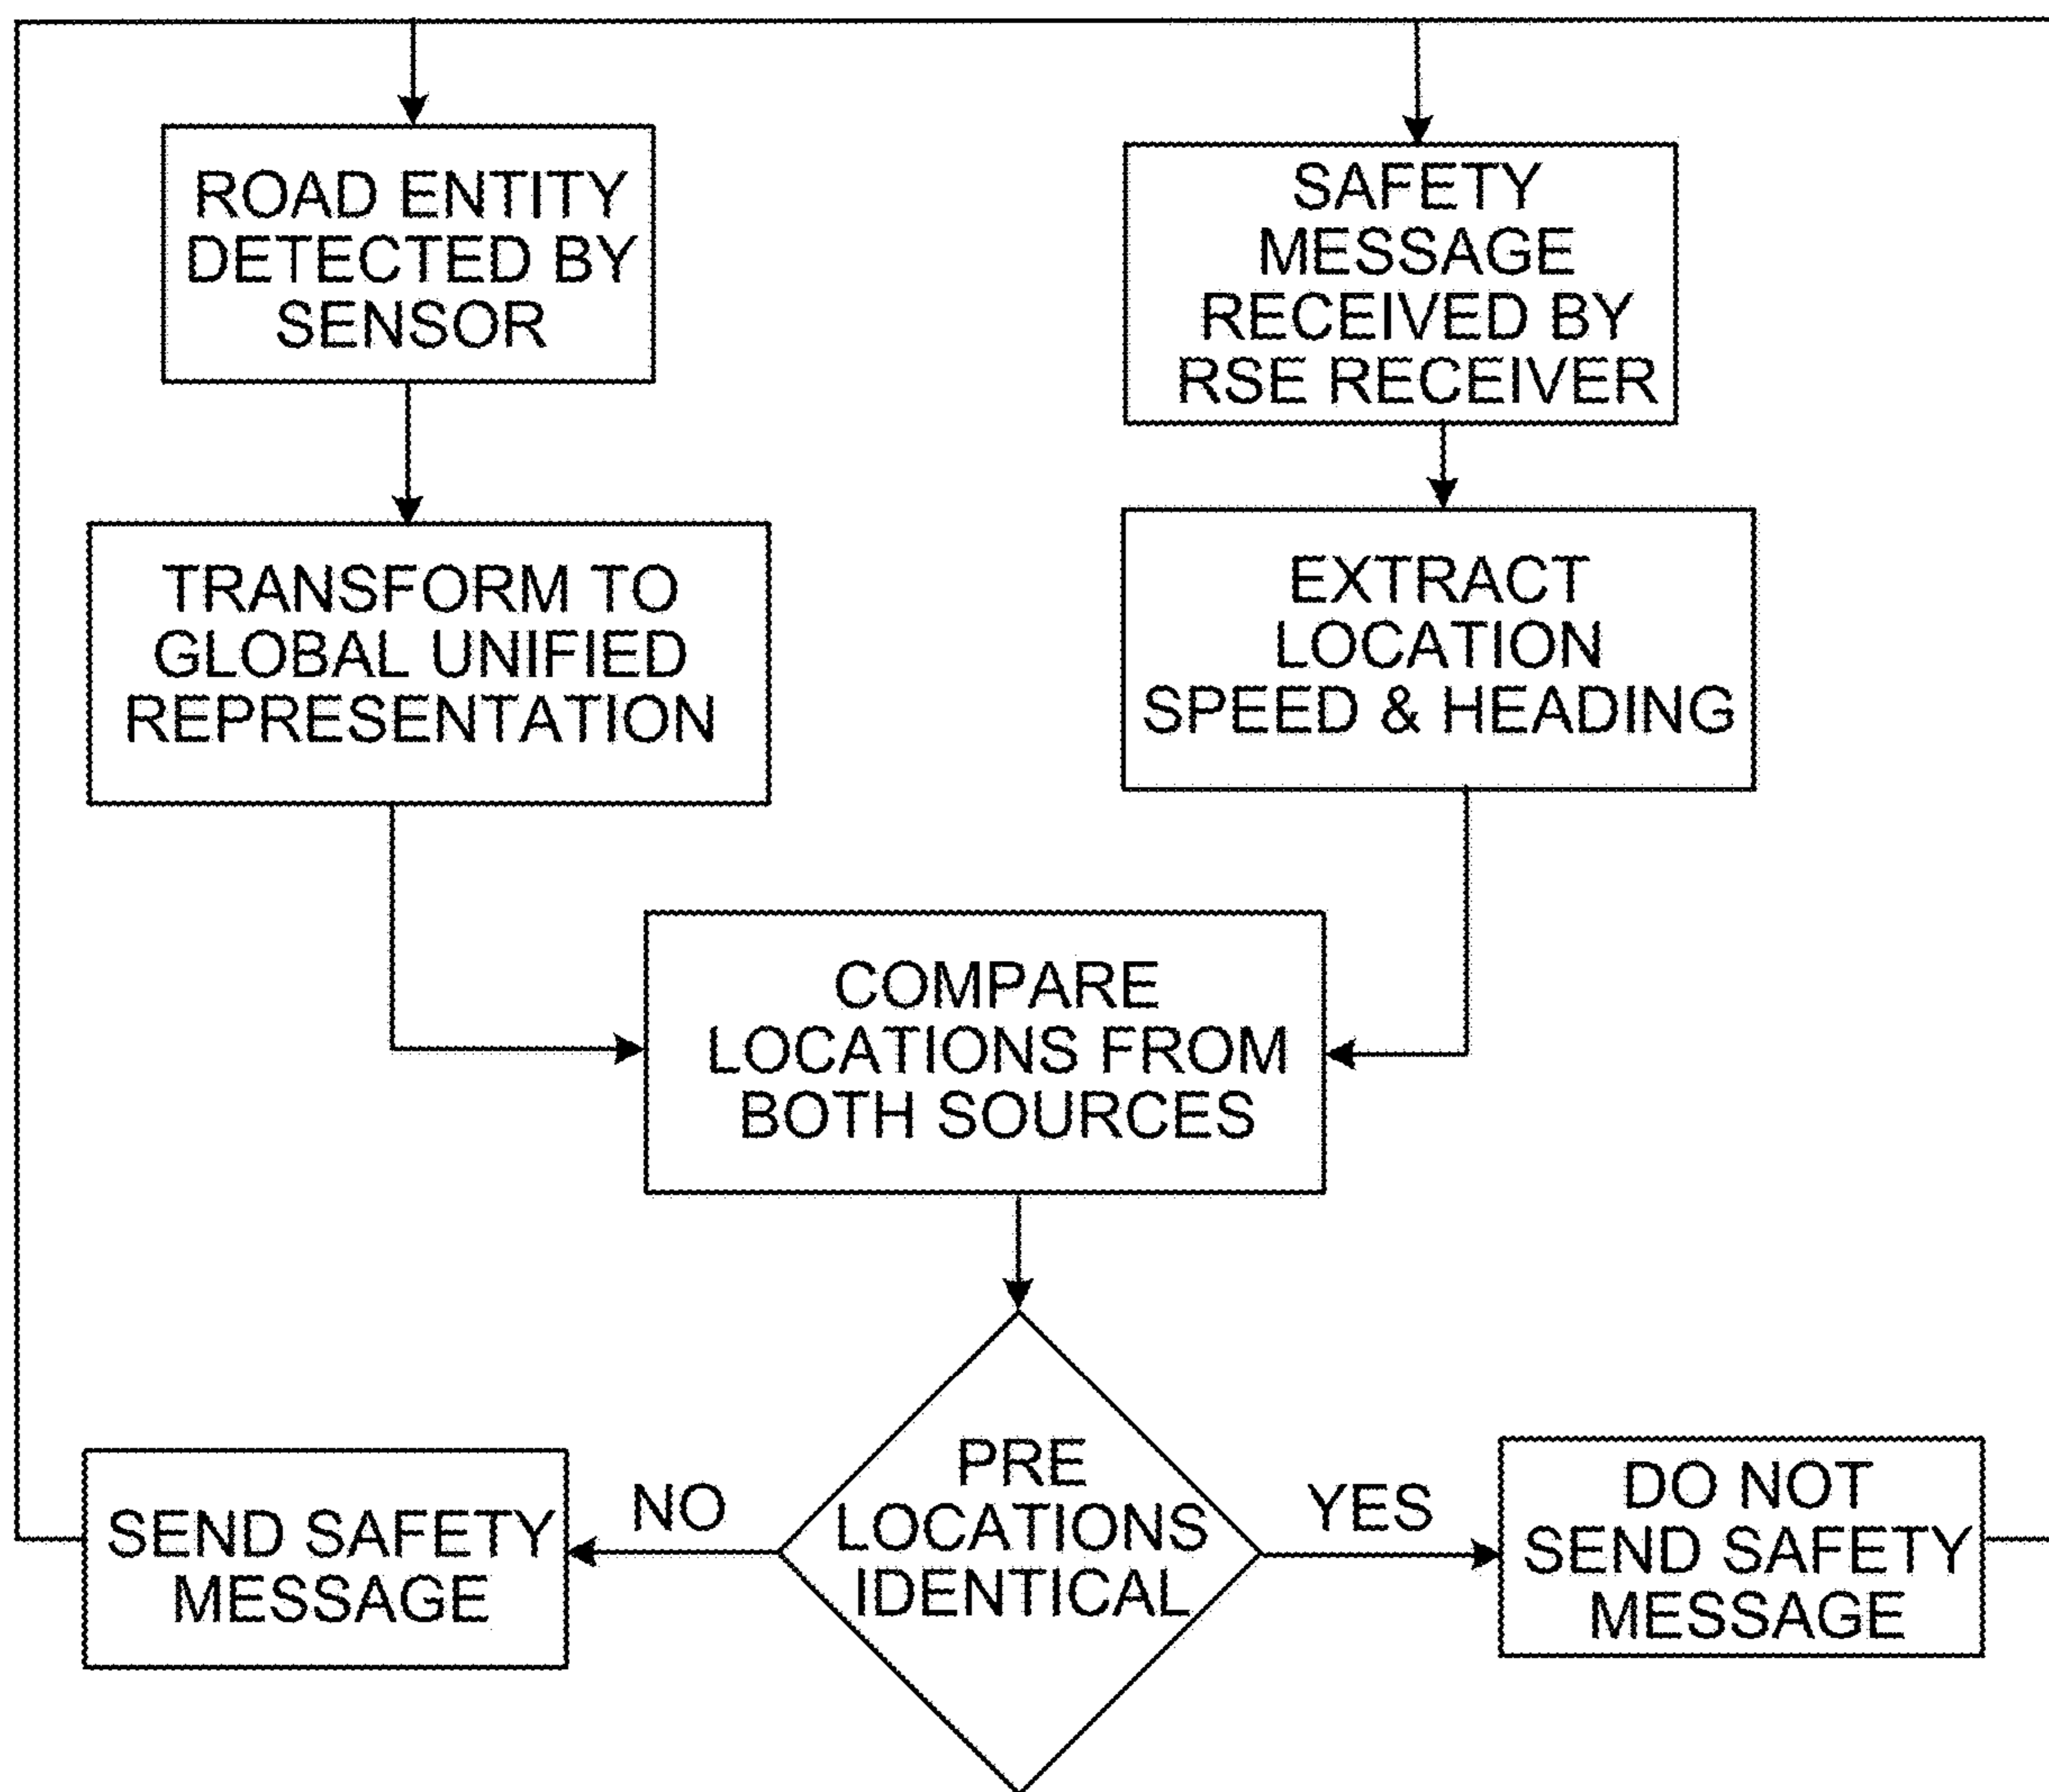 ROAD ENTITY
DETECTED BY
SENSOR
SAFETY
MESSAGE
RECEIVED BY
RSE RECEIVER
TRANSFORM TO
GLOBAL UNIFIED
REPRESENTATION
EXTRACT
LOCATION
SPEED & HEADING
COMPARE
LOCATIONS FROM
BOTH SOURCES
PRE
LOCATIONS
IDENTICAL
NO
YES
SEND SAFETY
MESSAGE
DO NOT
SEND SAFETY
MESSAGE